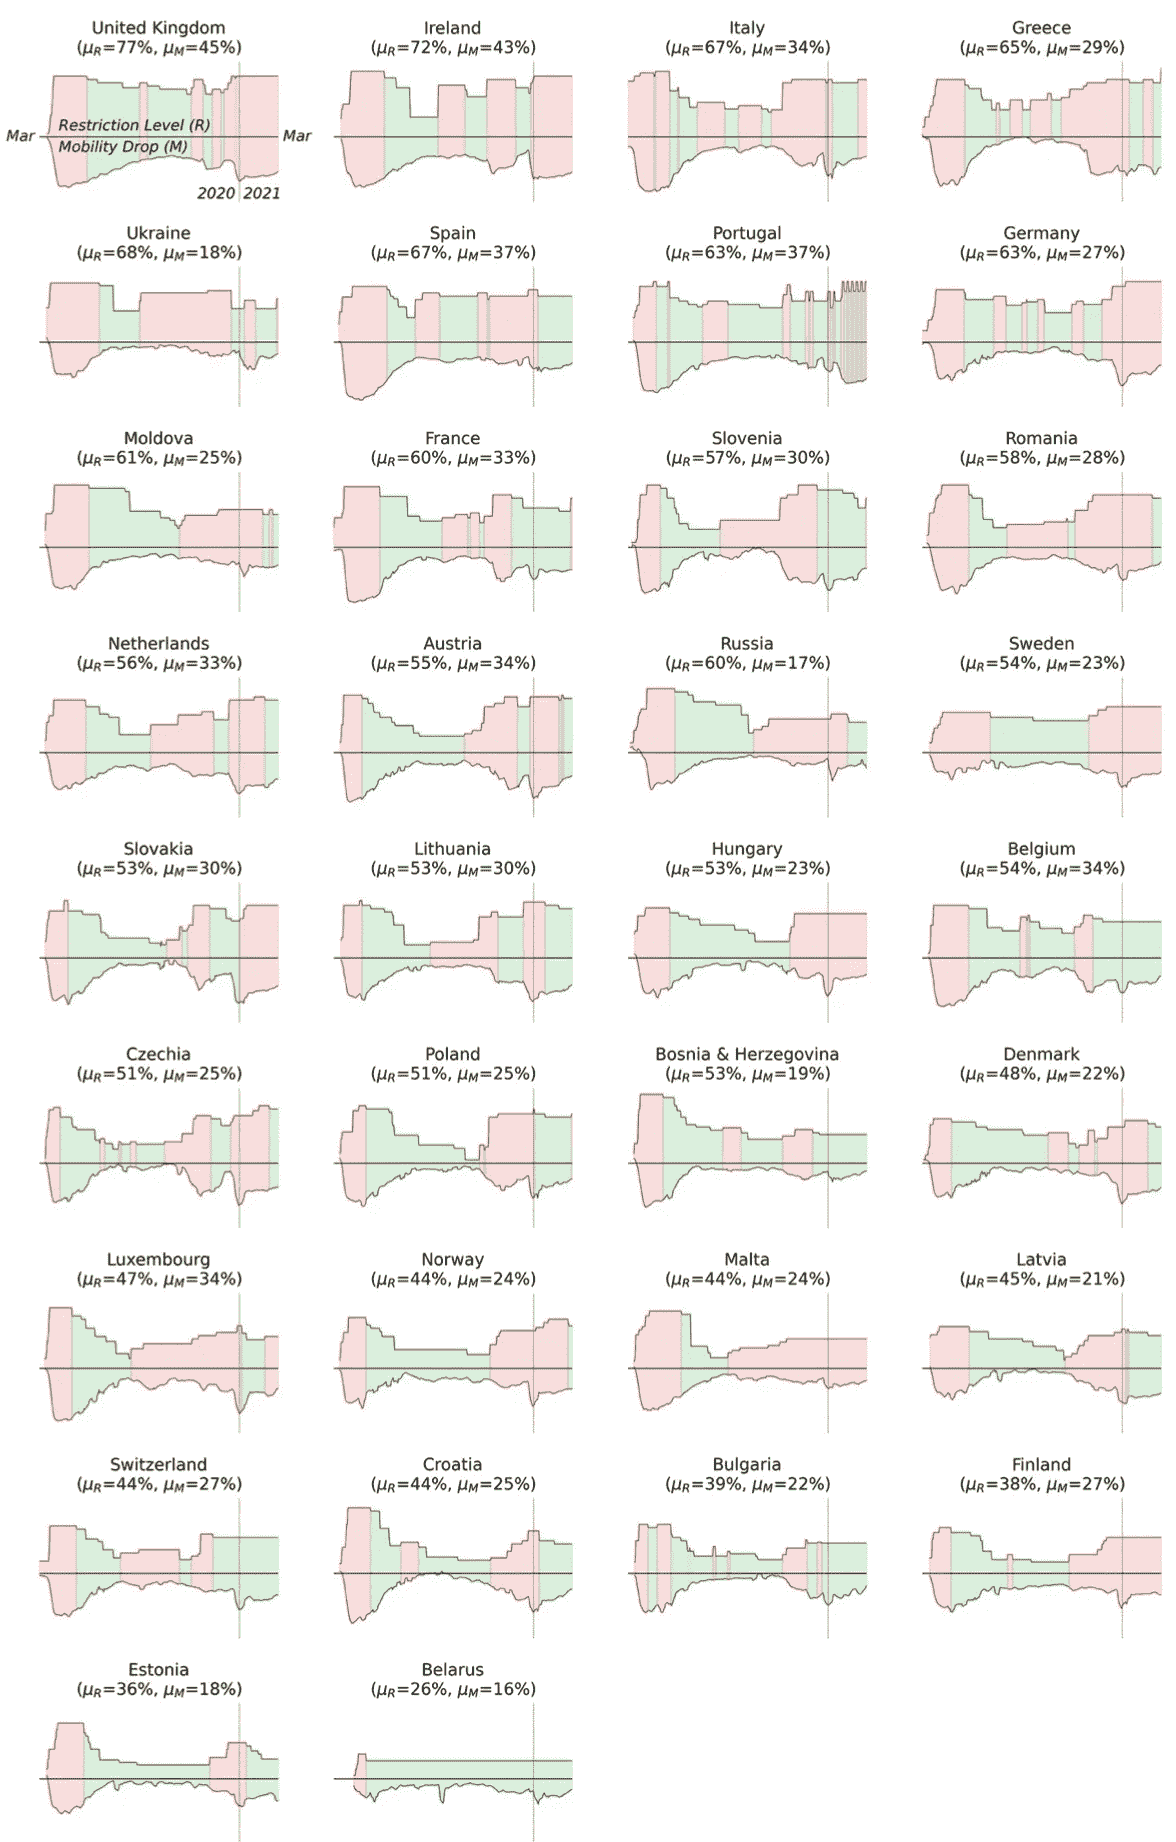 United Kingdom
(μR=77%, μM=45%)
Ireland
(μR=72%, μM=43%)
Italy
(μR=67%, μM=34%)
Greece
(μR=65%, μM=29%)
Mar
Restriction Level (R)
Mobility Drop (M)
Mar
2020 2021
Ukraine
(μR=68%, μM=18%)
Spain
(μR=67%, μM=37%)
Portugal
(μR=63%, μM=37%)
Germany
(μR=63%, μM=27%)
Moldova
(μR=61%, μM=25%)
France
(μR=60%, μM=33%)
Slovenia
(μR=57%, μM=30%)
Romania
(μR=58%, μM=28%)
Netherlands
(μR=56%, μM=33%)
Austria
(μR=55%, μM=34%)
Russia
(μR=60%, μM=17%)
Sweden
(μR=54%, μM=23%)
Slovakia
(μR=53%, μM=30%)
Lithuania
(μR=53%, μM=30%)
Hungary
(μR=53%, μM=23%)
Belgium
(μR=54%, μM=34%)
Czechia
(μR=51%, μM=25%)
Poland
(μR=51%, μM=25%)
Bosnia & Herzegovina
(μR=53%, μM=19%)
Denmark
(μR=48%, μM=22%)
Luxembourg
(μR=47%, μM=34%)
Norway
(μR=44%, μM=24%)
Malta
(μR=44%, μM=24%)
Latvia
(μR=45%, μM=21%)
Switzerland
(μR=44%, μM=27%)
Croatia
(μR=44%, μM=25%)
Bulgaria
(μR=39%, μM=22%)
Finland
(μR=38%, μM=27%)
Estonia
(μR=36%, μM=18%)
Belarus
(μR=26%, μM=16%)